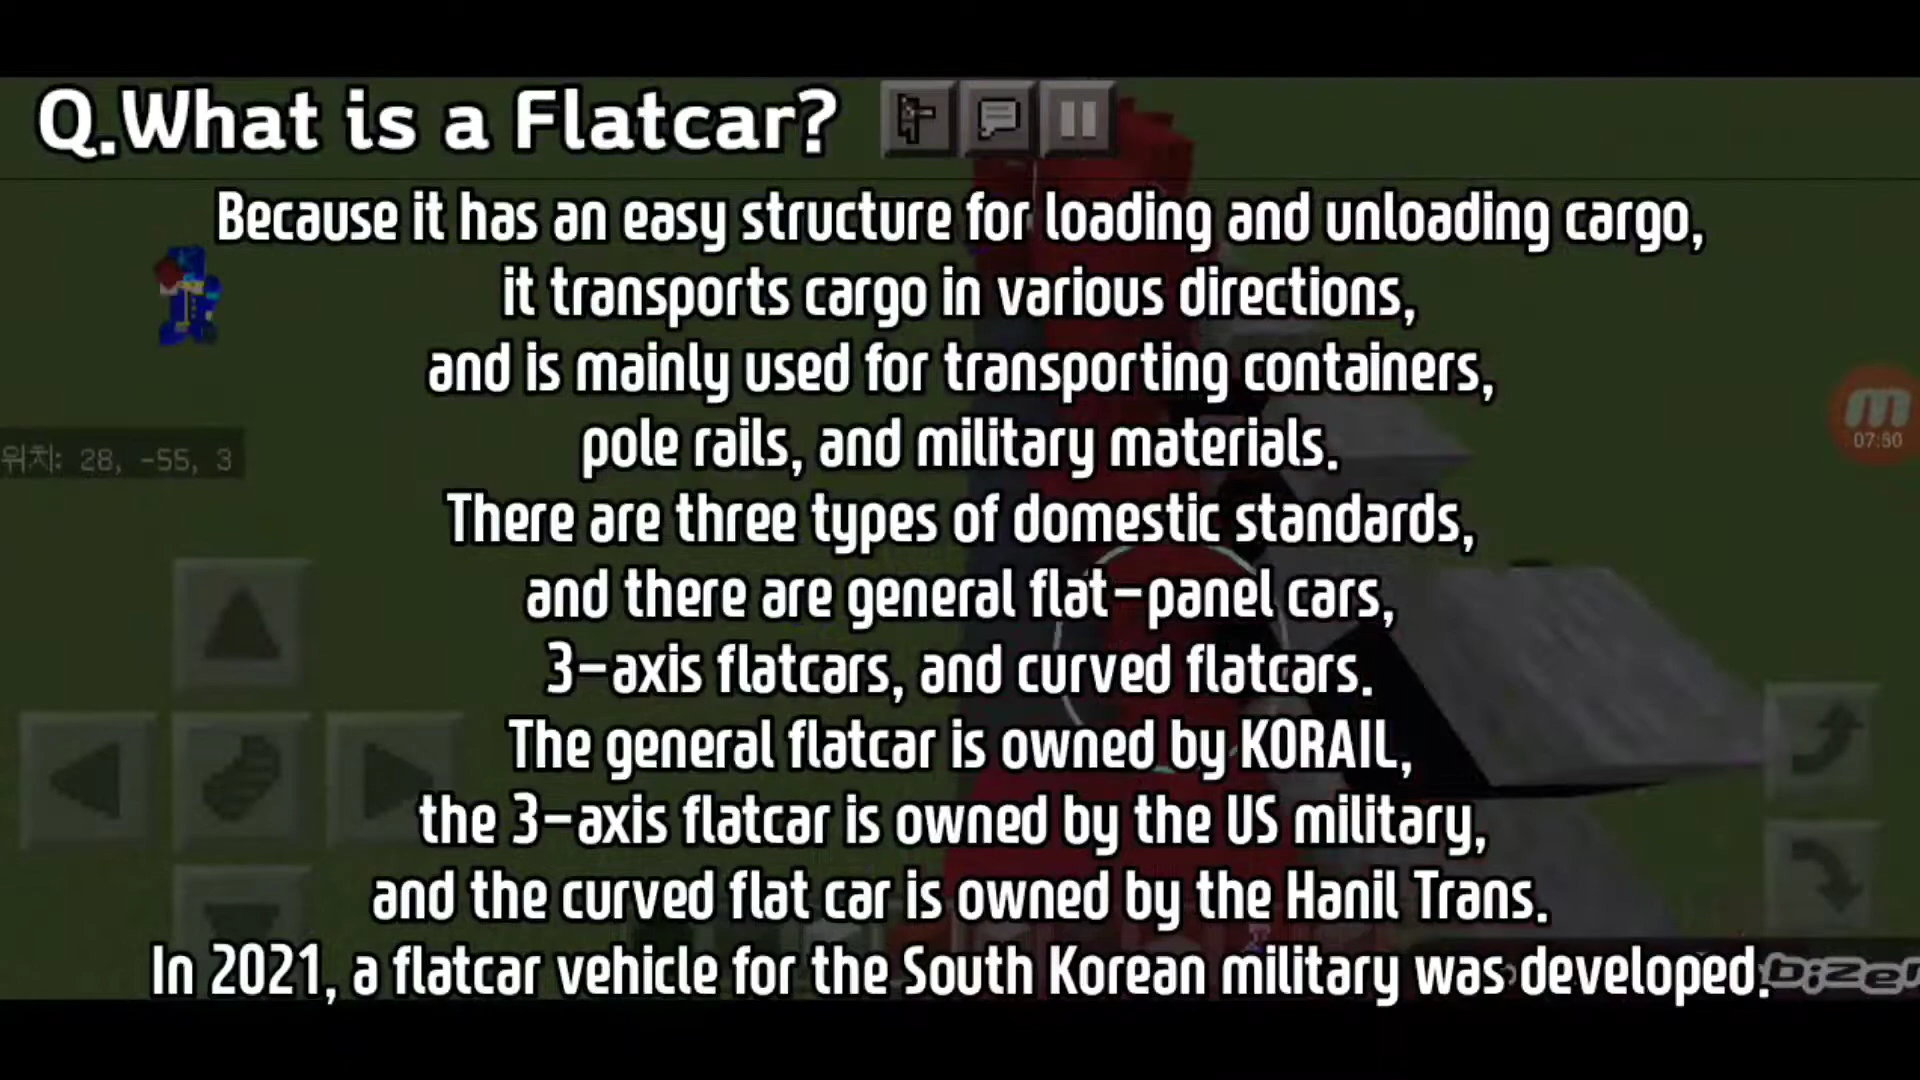 Q.What is a Flatcar?
Because it has an easy structure for loading and unloading cargo,
it transports cargo in various directions,
and is mainly used for transporting containers,
07:50
위치: 28, -55, 3
pole rails, and military materials.
There are three types of domestic standards,
and there are general flat-panel cars,
3-axis flatcars, and curved flatcars.
The general flatcar is owned by KORAIL,
the 3-axis flatcar is owned by the US military,
and the curved flat car is owned by the Hanil Trans.
In 2021, a flatcar vehicle for the South Korean military was developed.